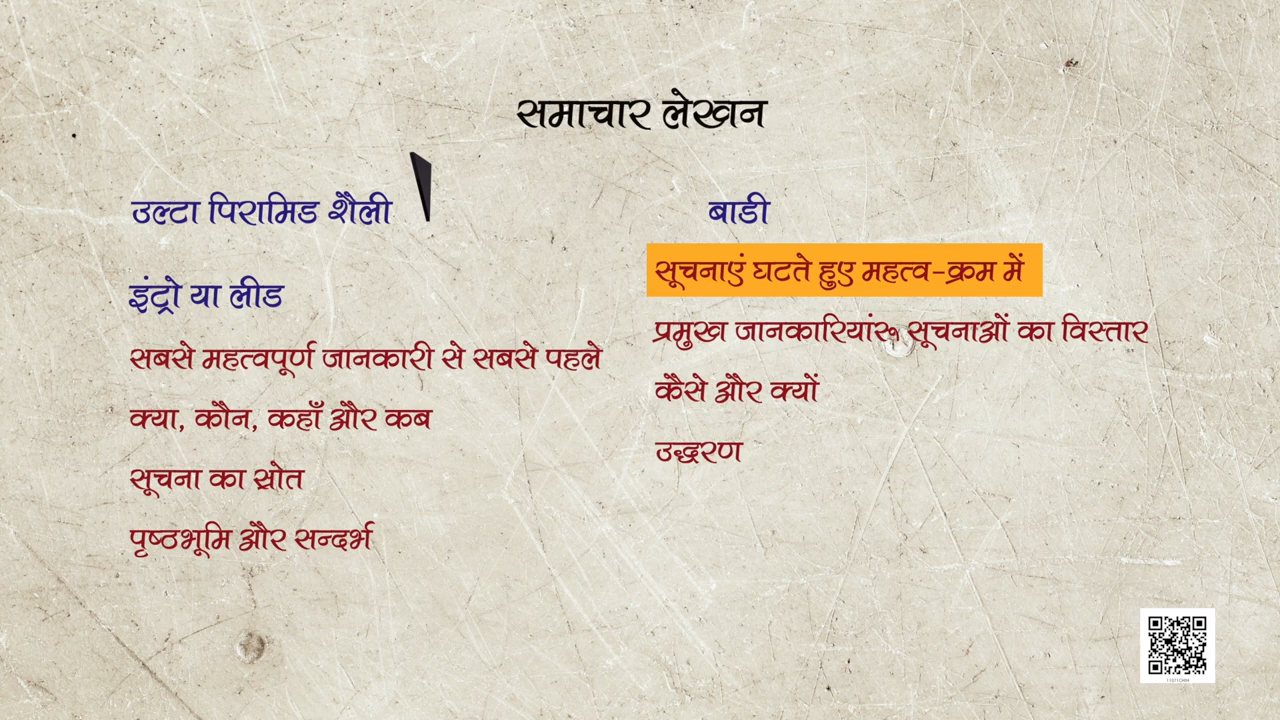 समाचार लेखन
उल्टा पिरामिड शैली
इंट्रो या लीड
सबसे महत्वपूर्ण जानकारी से सबसे पहले
क्या, कौन, कहाँ और कब
सूचना का स्रोत
पृष्ठभूमि और सन्दर्भ
बाडी
सूचनाएं घटते हुए महत्व-क्रम में
प्रमुख जानकारियांरू सूचनाओं का विस्तार
कैसे और क्यों
उद्धरण